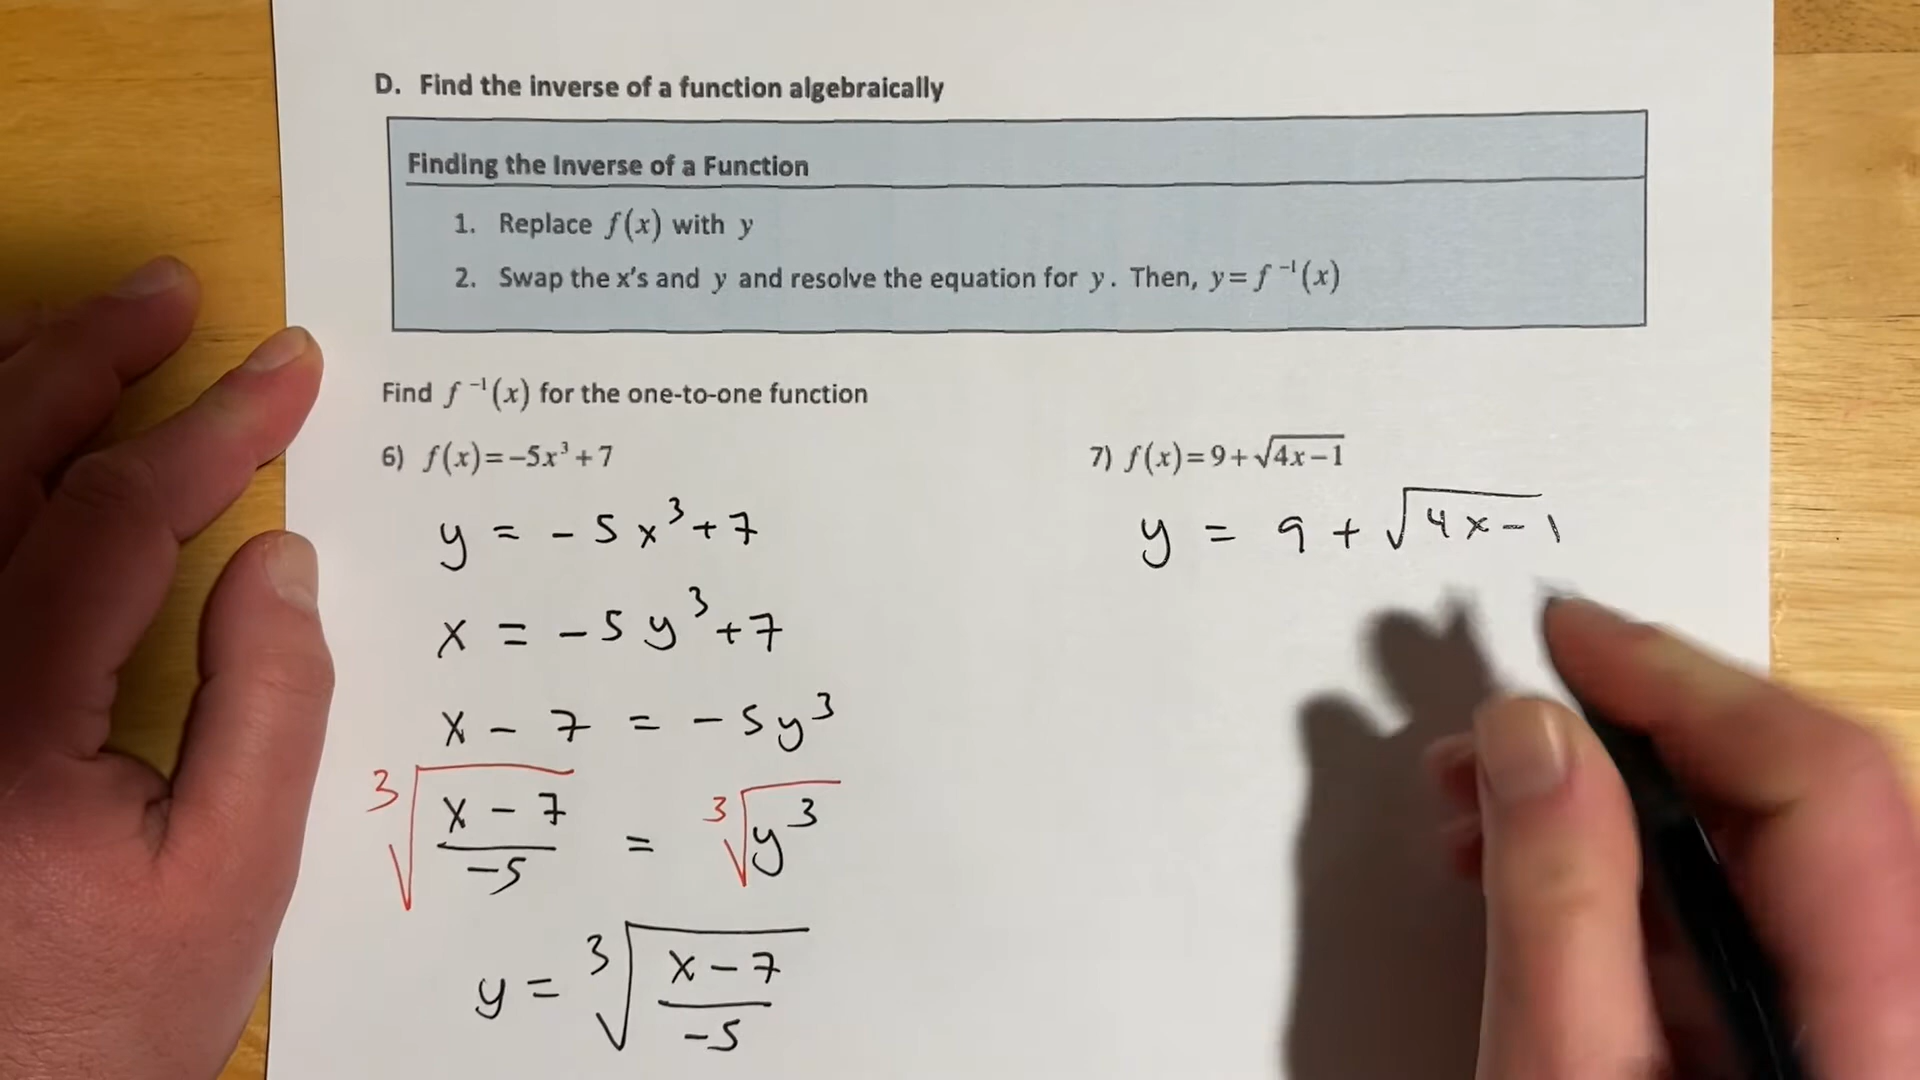 D. Find the inverse of a function algebraically
Finding the Inverse of a Function
1. Replace f(x) with y
2. Swap the x's and y and resolve the equation for y. Then, y=f⁻¹(x)
Find f⁻¹(x) for the one-to-one function
6) f(x)=−5x³+7
y = −5x³+7
x = −5y³+7
x − 7 = −5y³
∛((x−7)/−5) = ∛(y³)
y = ∛((x−7)/−5)
7) f(x)=9+√(4x−1)
y = 9 + √(4x−1)